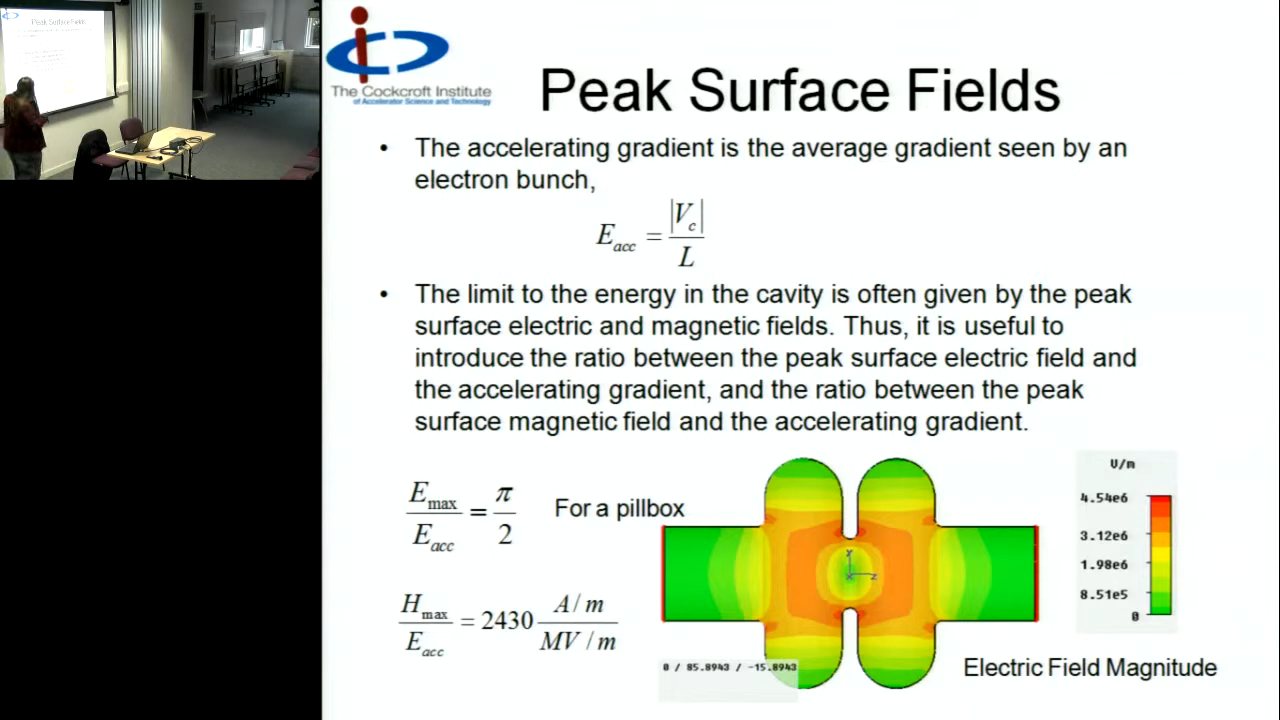 Peak Surface Fields
The Cockcroft Institute
of Accelerator Science and Technology
Peak Surface Fields
• The accelerating gradient is the average gradient seen by an
electron bunch,
E_acc = |V_c| / L
• The limit to the energy in the cavity is often given by the peak
surface electric and magnetic fields. Thus, it is useful to
introduce the ratio between the peak surface electric field and
the accelerating gradient, and the ratio between the peak
surface magnetic field and the accelerating gradient.
E_max / E_acc = π / 2
For a pillbox
H_max / E_acc = 2430 A/m / MV/m
V/m
4.54e6
3.12e6
1.98e6
8.51e5
0
Y
X Z
0 / 85.8943 / -15.8943
Electric Field Magnitude